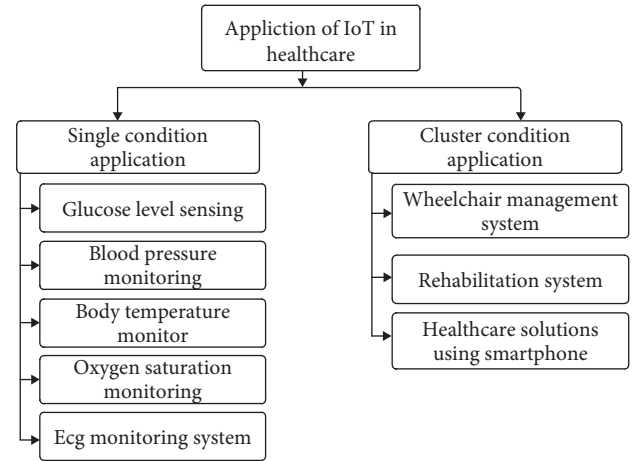 Appliction of IoT in
healthcare
Single condition
application
Glucose level sensing
Blood pressure
monitoring
Body temperature
monitor
Oxygen saturation
monitoring
Ecg monitoring system
Cluster condition
application
Wheelchair management
system
Rehabilitation system
Healthcare solutions
using smartphone